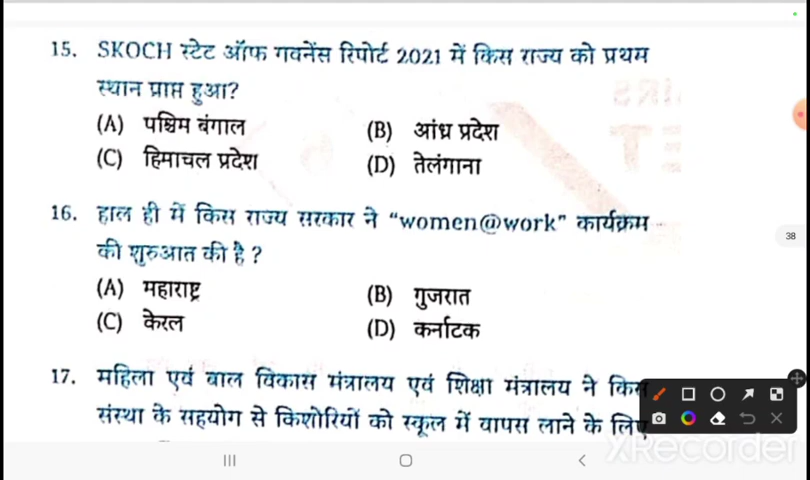 15. SKOCH स्टेट ऑफ गवर्नेंस रिपोर्ट 2021 में किस राज्य को प्रथम
स्थान प्राप्त हुआ?
(A) पश्चिम बंगाल (B) आंध्र प्रदेश
(C) हिमाचल प्रदेश (D) तेलंगाना
16. हाल ही में किस राज्य सरकार ने “women@work” कार्यक्रम
की शुरुआत की है ?
(A) महाराष्ट्र (B) गुजरात
(C) केरल (D) कर्नाटक
38
17. महिला एवं बाल विकास मंत्रालय एवं शिक्षा मंत्रालय ने किस
संस्था के सहयोग से किशोरियों को स्कूल में वापस लाने के लिए
XRecorder